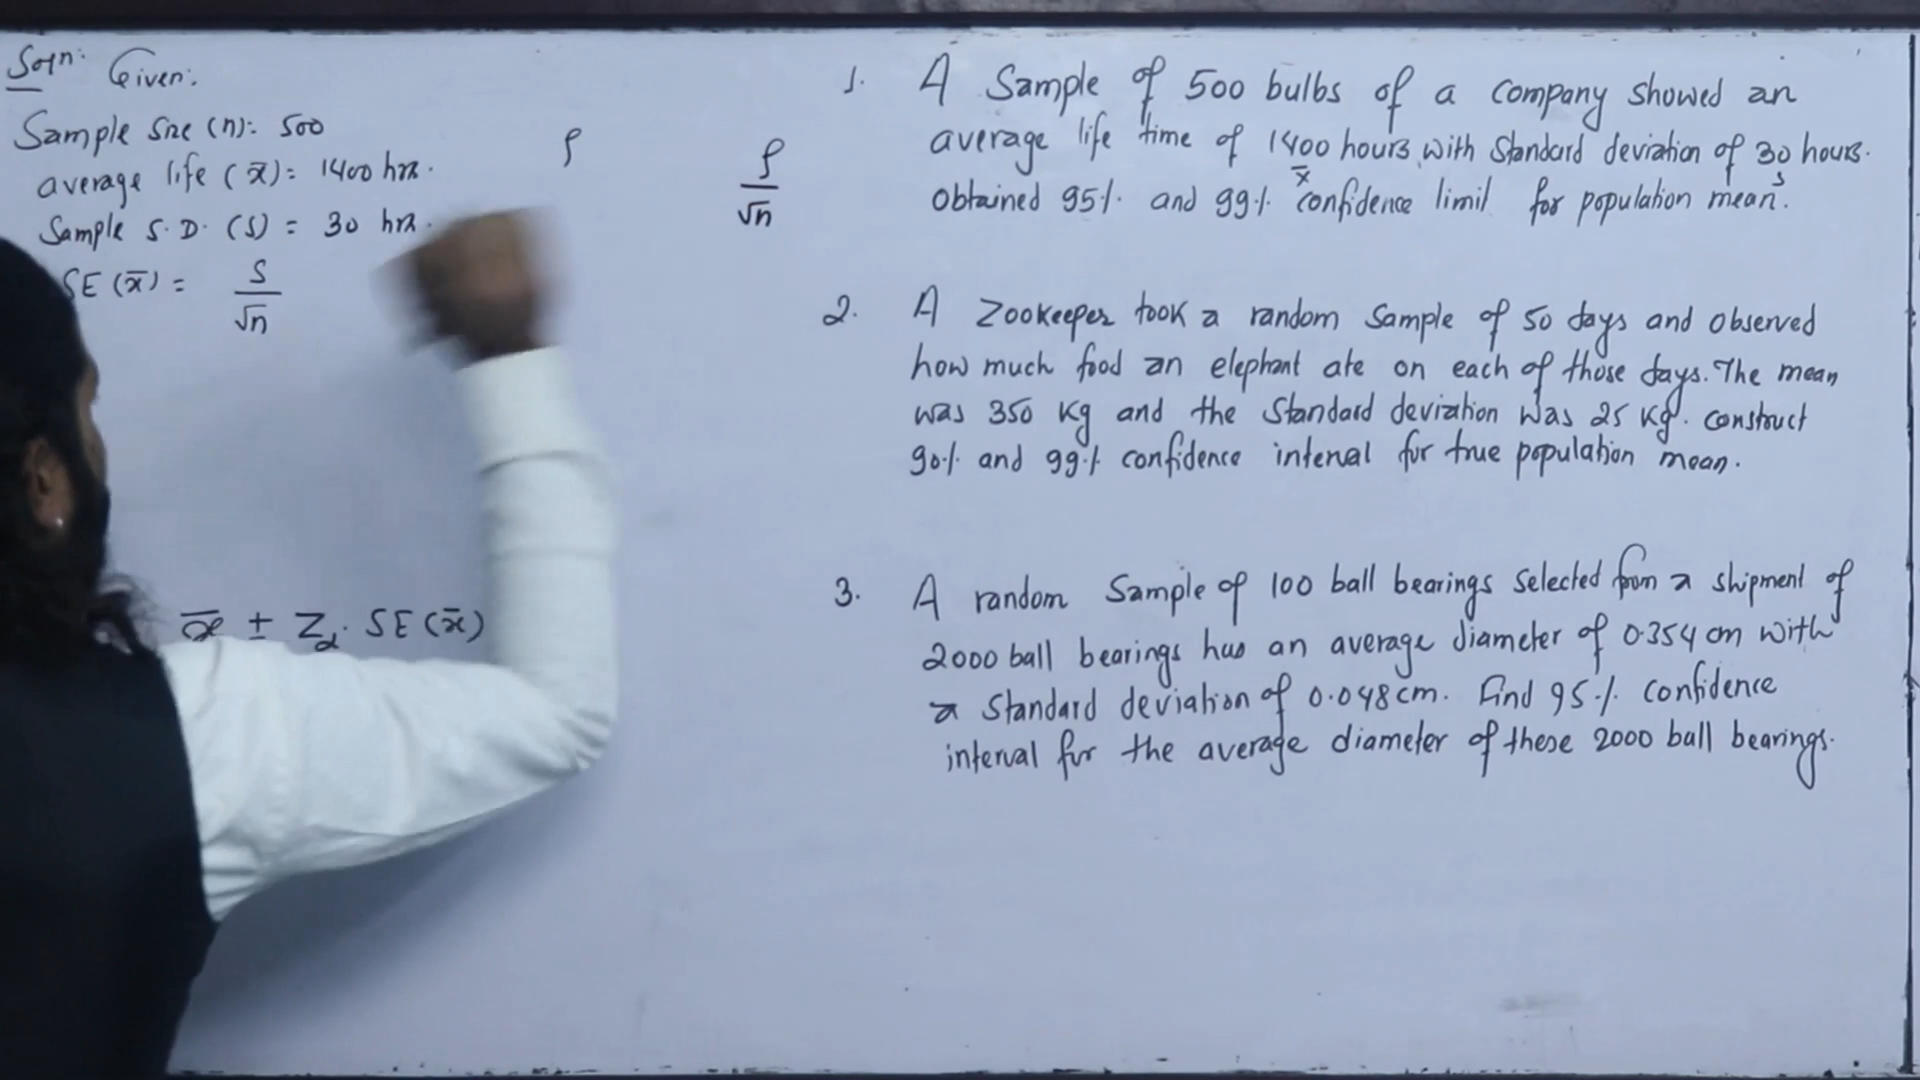 Soln: Given:
Sample Size (n): 500
average life (x̄) = 1400 hrs.
Sample S.D. (S) = 30 hrs.
SE (x̄) = S/√n
x̄ ± Zα. SE (x̄)
ρ
ρ/√n
1. A Sample of 500 bulbs of a company showed an
average life time of 1400 hours with standard deviation of 30 hours.
x̄ s
obtained 95% and 99% confidence limit for population mean.
2. A Zookeeper took a random sample of 50 days and observed
how much food an elephant ate on each of those days. The mean
was 350 kg and the standard deviation was 25 kg. construct
90% and 99% confidence interval for true population mean.
3. A random Sample of 100 ball bearings selected from a shipment of
2000 ball bearings has an average diameter of 0.354 cm with
a standard deviation of 0.048 cm. Find 95% confidence
interval for the average diameter of these 2000 ball bearings.